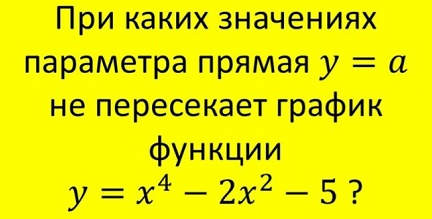 При каких значениях
параметра прямая y = a
не пересекает график
функции
y = x⁴ − 2x² − 5 ?